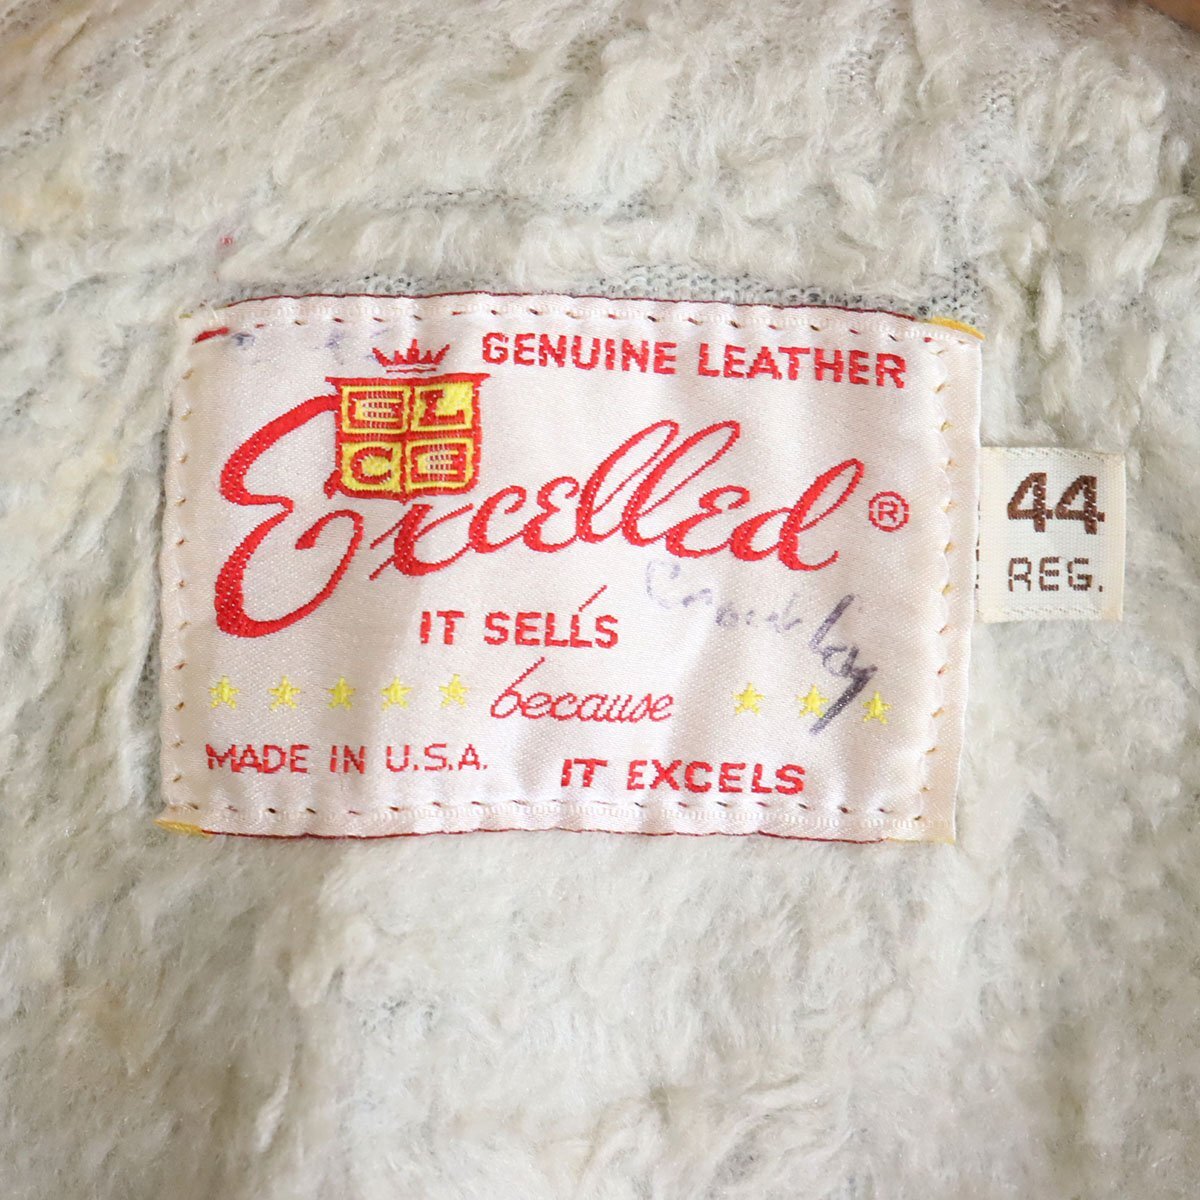 GENUINE LEATHER
EL
CE
Excelled ®
44
REG.
IT SELLS
because
MADE IN U.S.A.
IT EXCELS